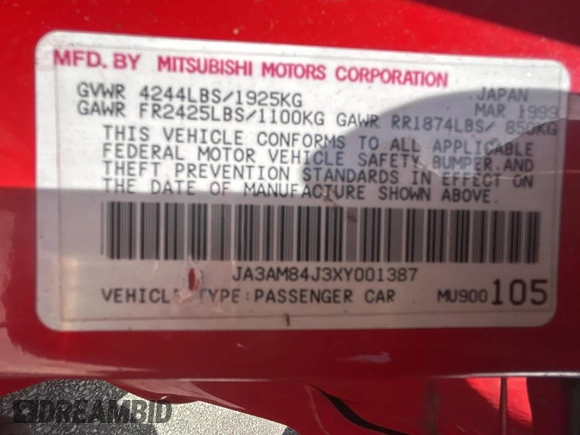 MFD. BY MITSUBISHI MOTORS CORPORATION
GVWR 4244LBS/1925KG JAPAN
MAR 1999
GAWR FR2425LBS/1100KG GAWR RR1874LBS/ 850KG
THIS VEHICLE CONFORMS TO ALL APPLICABLE
FEDERAL MOTOR VEHICLE SAFETY,BUMPER,AND
THEFT PREVENTION STANDARDS IN EFFECT ON
THE DATE OF MANUFACTURE SHOWN ABOVE.
JA3AM84J3XY001387
VEHICLE TYPE:PASSENGER CAR MU900105
DREAMBID